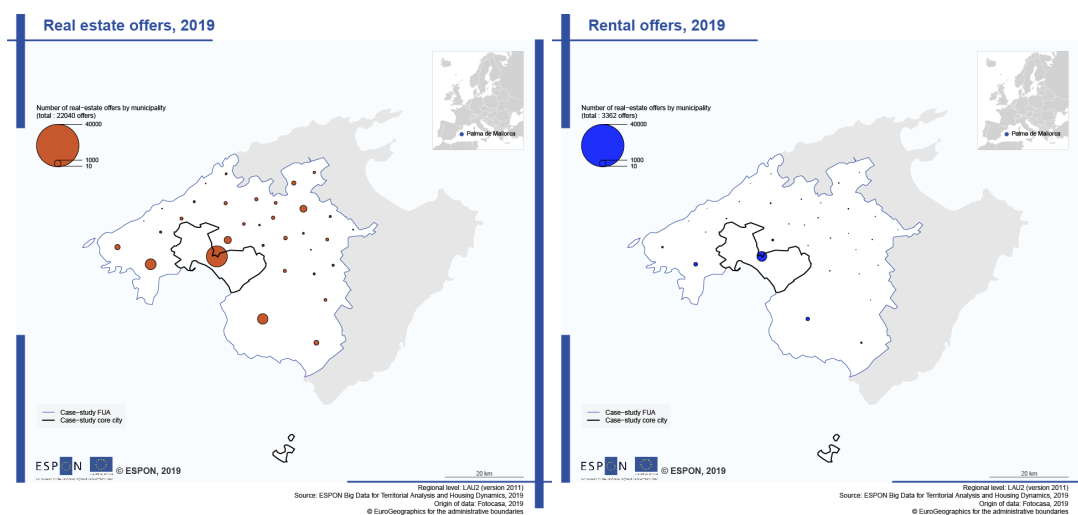 Real estate offers, 2019
Number of real-estate offers by municipality
(total : 22040 offers)
40000
1000
10
Palma de Mallorca
Case-study FUA
Case-study core city
ESPON
© ESPON, 2019
20 km
Regional level: LAU2 (version 2011)
Source: ESPON Big Data for Territorial Analysis and Housing Dynamics, 2019
Origin of data: Fotocasa, 2019
© EuroGeographics for the administrative boundaries
Rental offers, 2019
Number of real-estate offers by municipality
(total : 3362 offers)
40000
1000
10
Palma de Mallorca
Case-study FUA
Case-study core city
ESPON
© ESPON, 2019
20 km
Regional level: LAU2 (version 2011)
Source: ESPON Big Data for Territorial Analysis and Housing Dynamics, 2019
Origin of data: Fotocasa, 2019
© EuroGeographics for the administrative boundaries